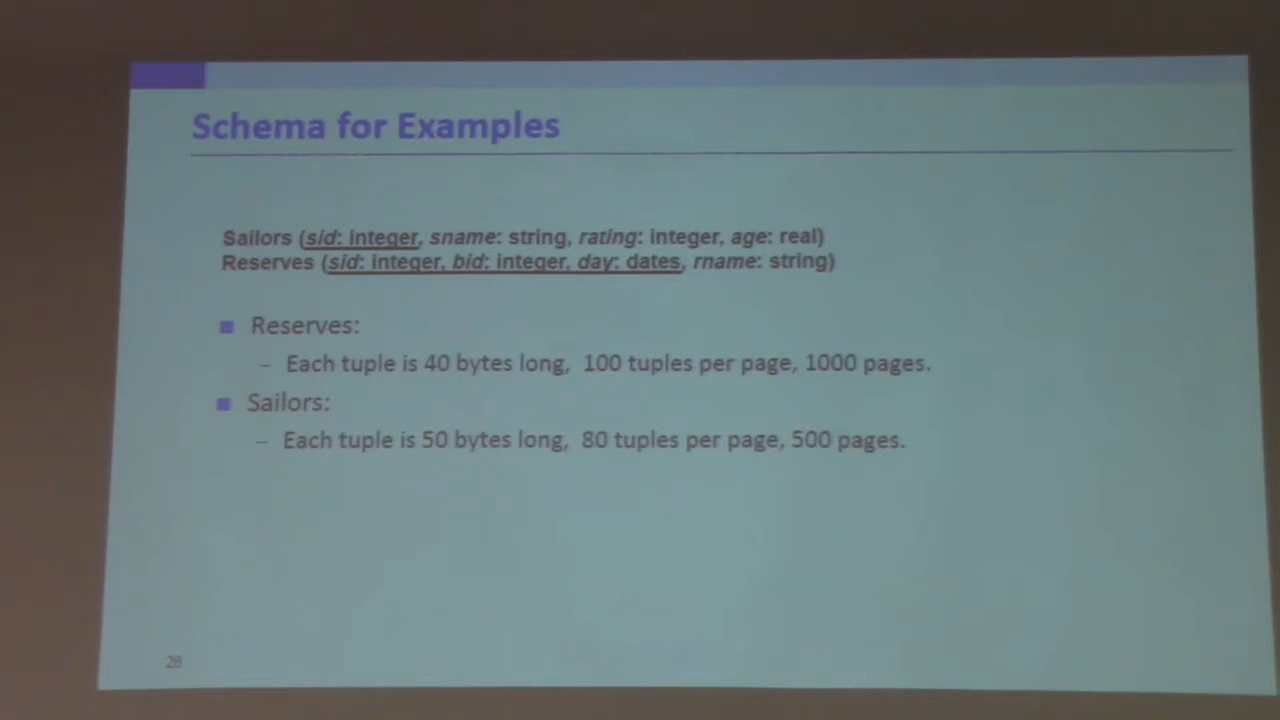 Schema for Examples
Sailors (sid: integer, sname: string, rating: integer, age: real)
Reserves (sid: integer, bid: integer, day: dates, rname: string)
■ Reserves:
– Each tuple is 40 bytes long, 100 tuples per page, 1000 pages.
■ Sailors:
– Each tuple is 50 bytes long, 80 tuples per page, 500 pages.
28